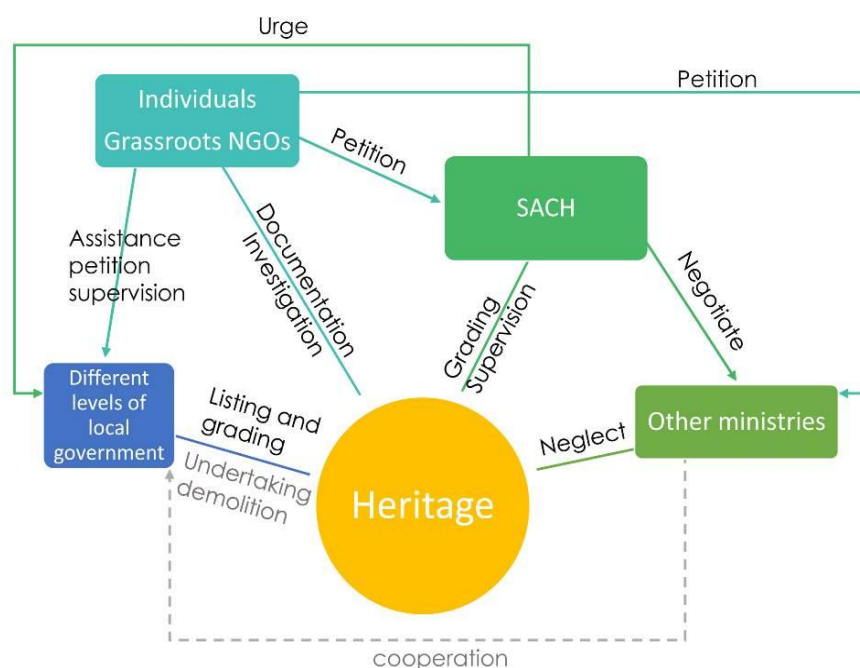 Urge
Individuals
Grassroots NGOs
Petition
Petition
SACH
Assistance
petition
supervision
Documentation
Investigation
Grading
Supervision
Negotiate
Different
levels of
local
government
Listing and
grading
Undertaking
demolition
Heritage
Neglect
Other ministries
cooperation